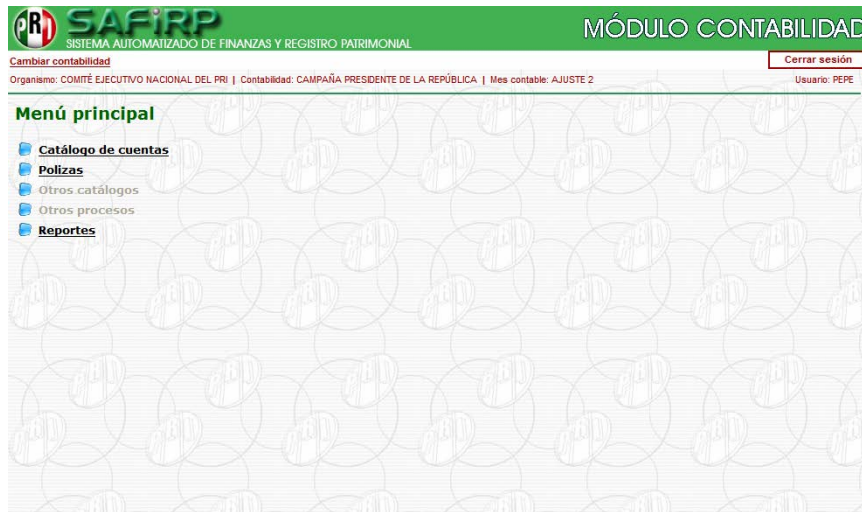 PRI SAFiRP
SISTEMA AUTOMATIZADO DE FINANZAS Y REGISTRO PATRIMONIAL
MÓDULO CONTABILIDAD
Cambiar contabilidad
Cerrar sesión
Organismo: COMITÉ EJECUTIVO NACIONAL DEL PRI | Contabilidad: CAMPAÑA PRESIDENTE DE LA REPÚBLICA | Mes contable: AJUSTE 2
Usuario: PEPE
Menú principal
Catálogo de cuentas
Polizas
Otros catálogos
Otros procesos
Reportes